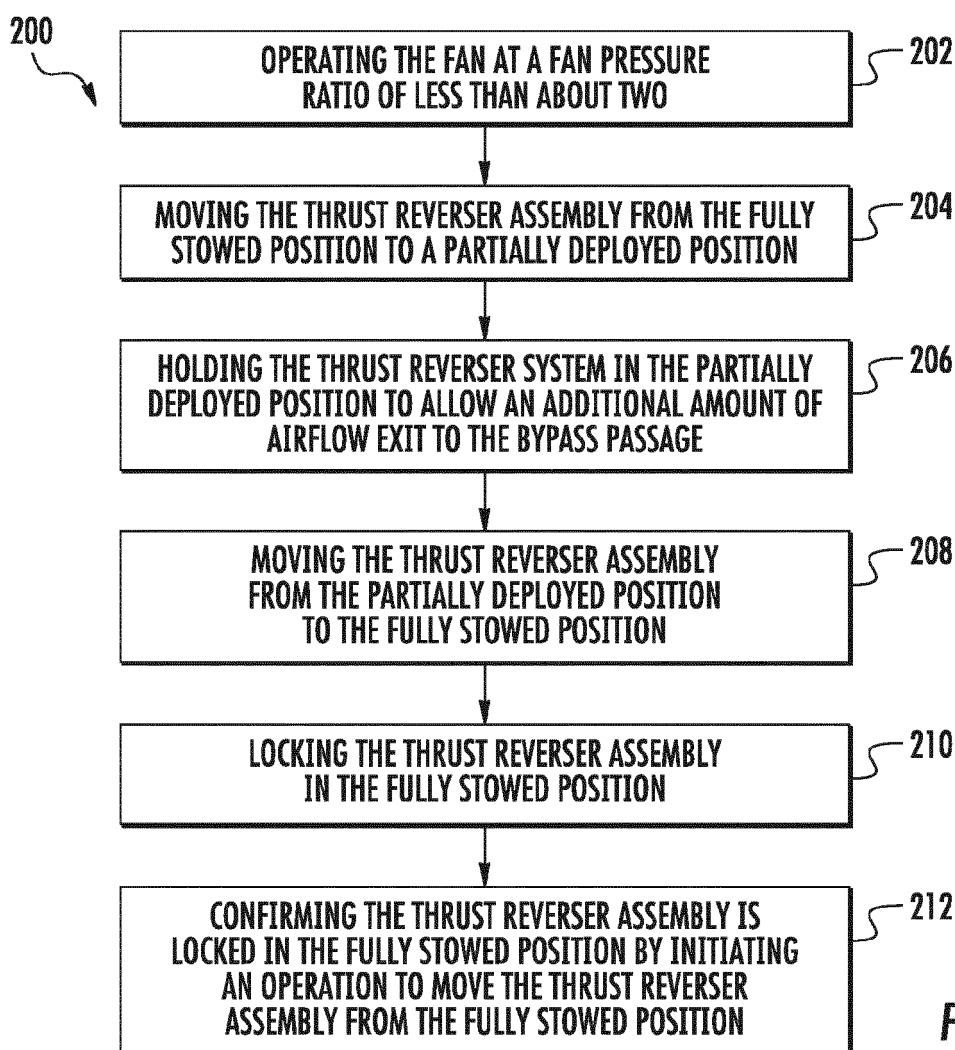 200
OPERATING THE FAN AT A FAN PRESSURE
RATIO OF LESS THAN ABOUT TWO
202
MOVING THE THRUST REVERSER ASSEMBLY FROM THE FULLY
STOWED POSITION TO A PARTIALLY DEPLOYED POSITION
204
HOLDING THE THRUST REVERSER SYSTEM IN THE PARTIALLY
DEPLOYED POSITION TO ALLOW AN ADDITIONAL AMOUNT OF
AIRFLOW EXIT TO THE BYPASS PASSAGE
206
MOVING THE THRUST REVERSER ASSEMBLY
FROM THE PARTIALLY DEPLOYED POSITION
TO THE FULLY STOWED POSITION
208
LOCKING THE THRUST REVERSER ASSEMBLY
IN THE FULLY STOWED POSITION
210
CONFIRMING THE THRUST REVERSER ASSEMBLY IS
LOCKED IN THE FULLY STOWED POSITION BY INITIATING
AN OPERATION TO MOVE THE THRUST REVERSER
ASSEMBLY FROM THE FULLY STOWED POSITION
212